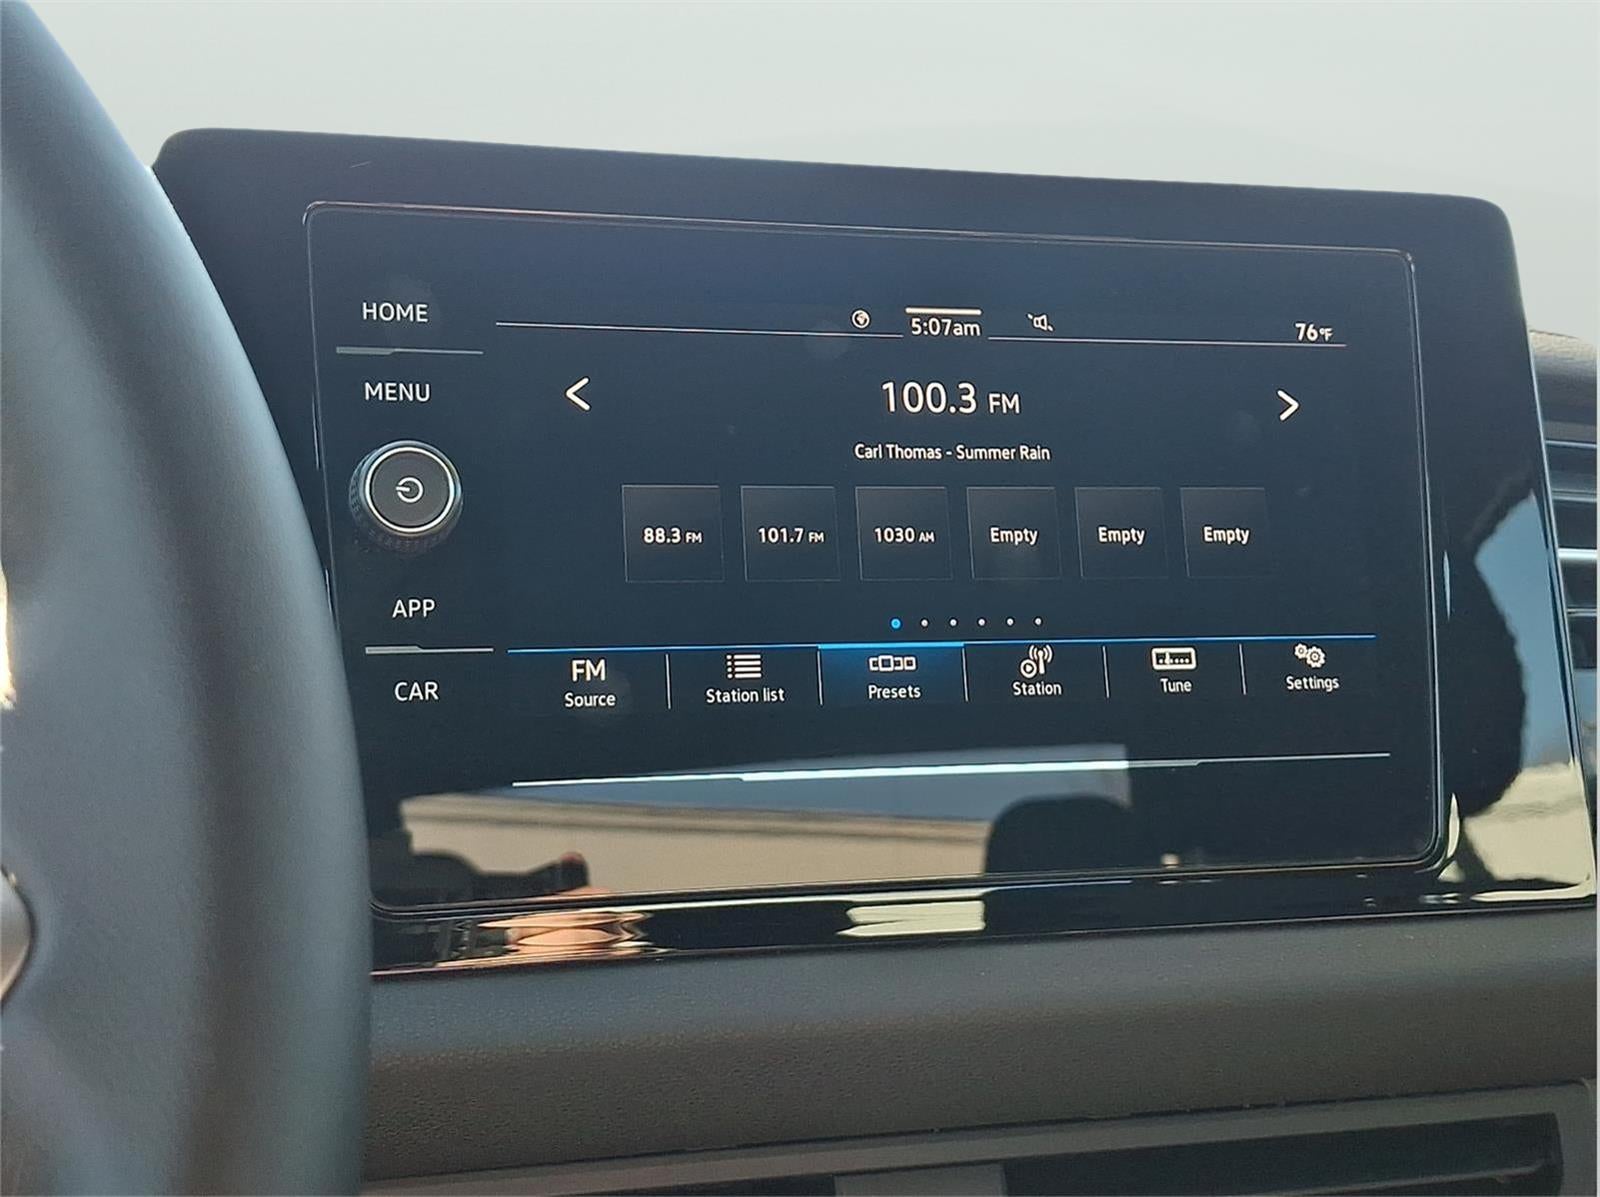 HOME
5:07am
76°F
MENU
100.3 FM
Carl Thomas - Summer Rain
88.3 FM
101.7 FM
1030 AM
Empty
Empty
Empty
APP
FM
Source
Station list
Presets
Station
Tune
Settings
CAR